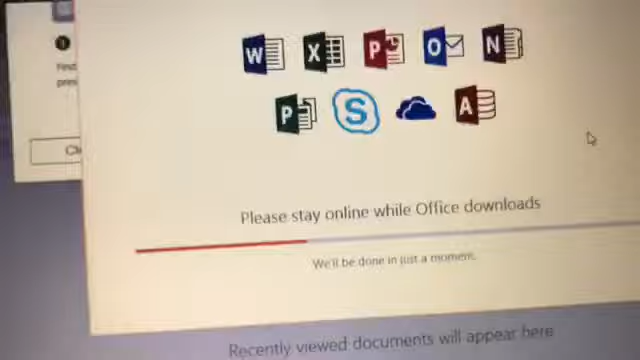 W X P O N
P S A
Please stay online while Office downloads
We'll be done in just a moment.
Recently viewed documents will appear here